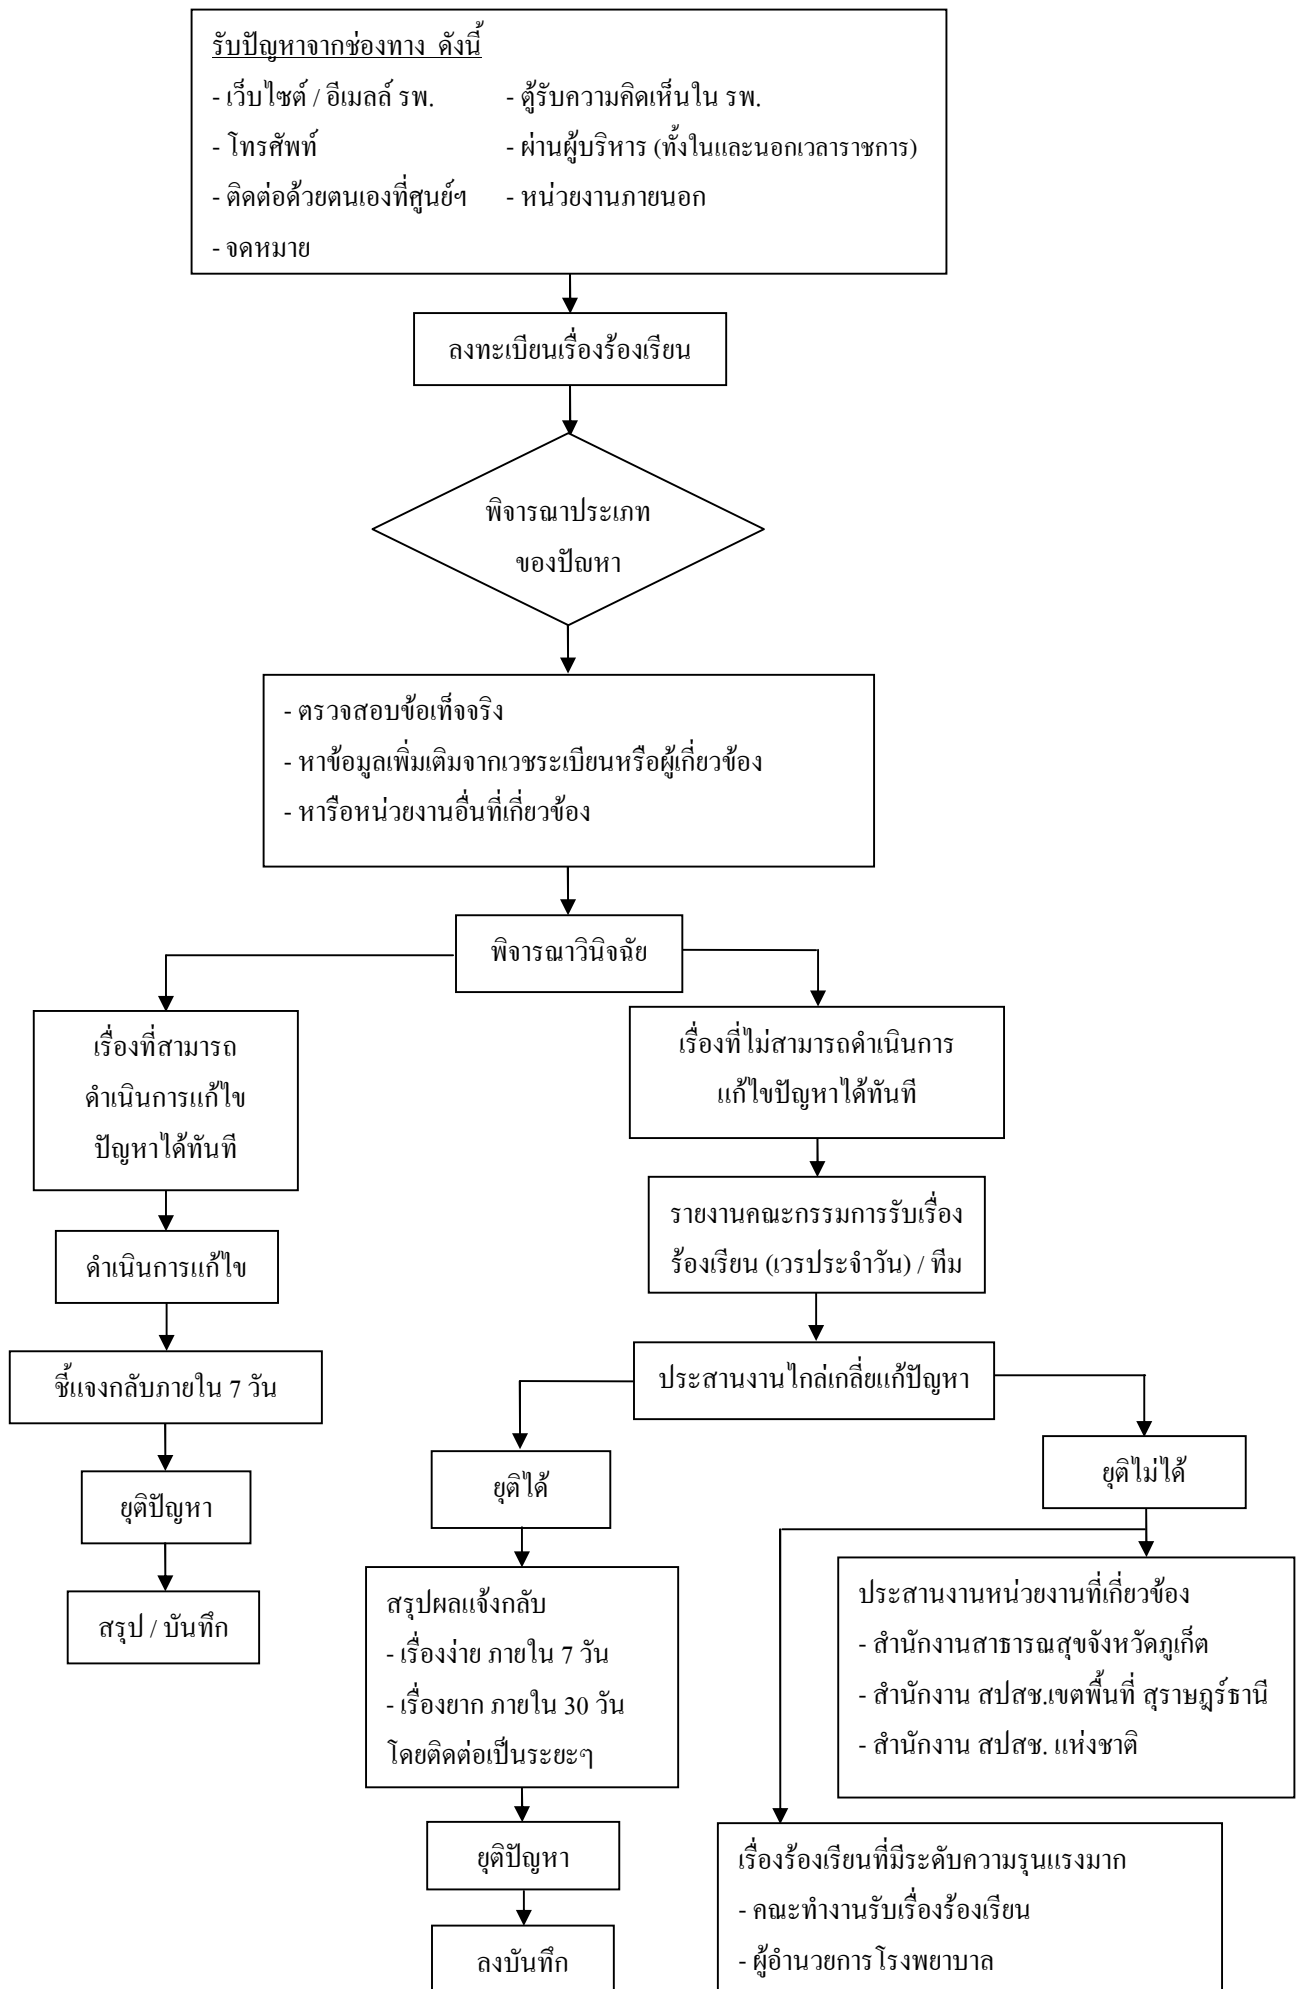 รับปัญหาจากช่องทาง ดังนี้
- เว็บไซต์ / อีเมลล์ รพ. - ตู้รับความคิดเห็นใน รพ.
- โทรศัพท์ - ผ่านผู้บริหาร (ทั้งในและนอกเวลาราชการ)
- ติดต่อด้วยตนเองที่ศูนย์ฯ - หน่วยงานภายนอก
- จดหมาย
ลงทะเบียนเรื่องร้องเรียน
พิจารณาประเภท
ของปัญหา
- ตรวจสอบข้อเท็จจริง
- หาข้อมูลเพิ่มเติมจากเวชระเบียนหรือผู้เกี่ยวข้อง
- หารือหน่วยงานอื่นที่เกี่ยวข้อง
พิจารณาวินิจฉัย
เรื่องที่สามารถ
ดำเนินการแก้ไข
ปัญหาได้ทันที
ดำเนินการแก้ไข
ชี้แจงกลับภายใน 7 วัน
ยุติปัญหา
สรุป / บันทึก
เรื่องที่ไม่สามารถดำเนินการ
แก้ไขปัญหาได้ทันที
รายงานคณะกรรมการรับเรื่อง
ร้องเรียน (เวรประจำวัน) / ทีม
ประสานงานไกล่เกลี่ยแก้ปัญหา
ยุติได้
สรุปผลแจ้งกลับ
- เรื่องง่าย ภายใน 7 วัน
- เรื่องยาก ภายใน 30 วัน
โดยติดต่อเป็นระยะๆ
ยุติปัญหา
ลงบันทึก
ยุติไม่ได้
ประสานงานหน่วยงานที่เกี่ยวข้อง
- สำนักงานสาธารณสุขจังหวัดภูเก็ต
- สำนักงาน สปสช.เขตพื้นที่ สุราษฎร์ธานี
- สำนักงาน สปสช. แห่งชาติ
เรื่องร้องเรียนที่มีระดับความรุนแรงมาก
- คณะทำงานรับเรื่องร้องเรียน
- ผู้อำนวยการโรงพยาบาล